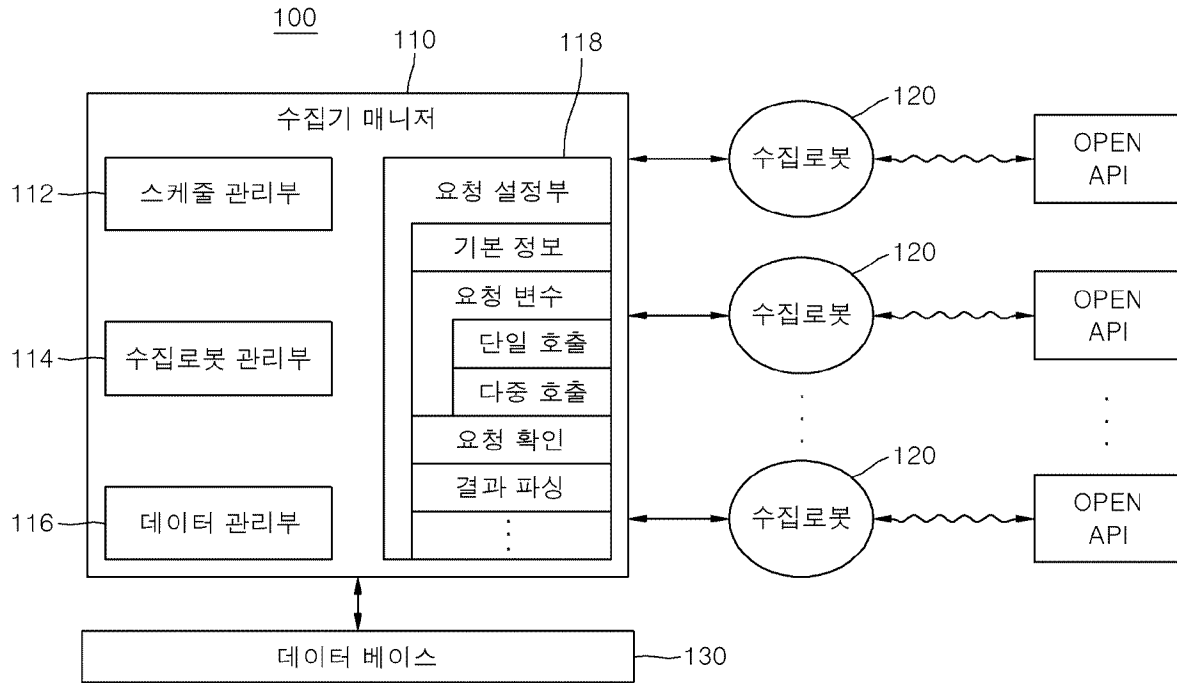 100
110
118
수집기 매니저
112
스케줄 관리부
114
수집로봇 관리부
116
데이터 관리부
요청 설정부
기본 정보
요청 변수
단일 호출
다중 호출
요청 확인
결과 파싱
120
수집로봇
OPEN
API
120
수집로봇
OPEN
API
120
수집로봇
OPEN
API
데이터 베이스
130